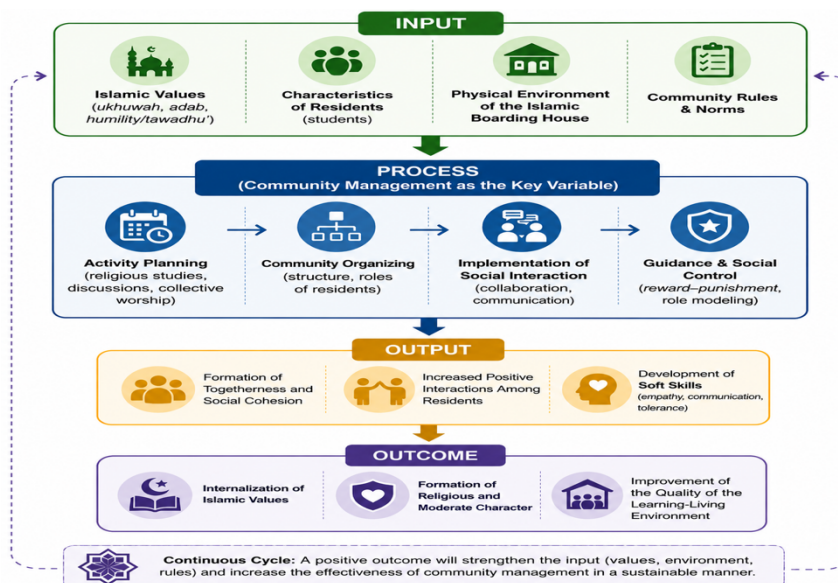 INPUT
Islamic Values
(ukhuwah, adab,
humility/tawadhu')
Characteristics
of Residents
(students)
Physical Environment
of the Islamic
Boarding House
Community Rules
& Norms
PROCESS
(Community Management as the Key Variable)
Activity Planning
(religious studies,
discussions, collective
worship)
Community Organizing
(structure, roles
of residents)
Implementation of
Social Interaction
(collaboration,
communication)
Guidance & Social
Control
(reward–punishment,
role modeling)
OUTPUT
Formation of
Togetherness and
Social Cohesion
Increased Positive
Interactions Among
Residents
Development of
Soft Skills
(empathy, communication,
tolerance)
OUTCOME
Internalization of
Islamic Values
Formation of
Religious and
Moderate Character
Improvement of
the Quality of the
Learning-Living
Environment
Continuous Cycle: A positive outcome will strengthen the input (values, environment,
rules) and increase the effectiveness of community management in a sustainable manner.